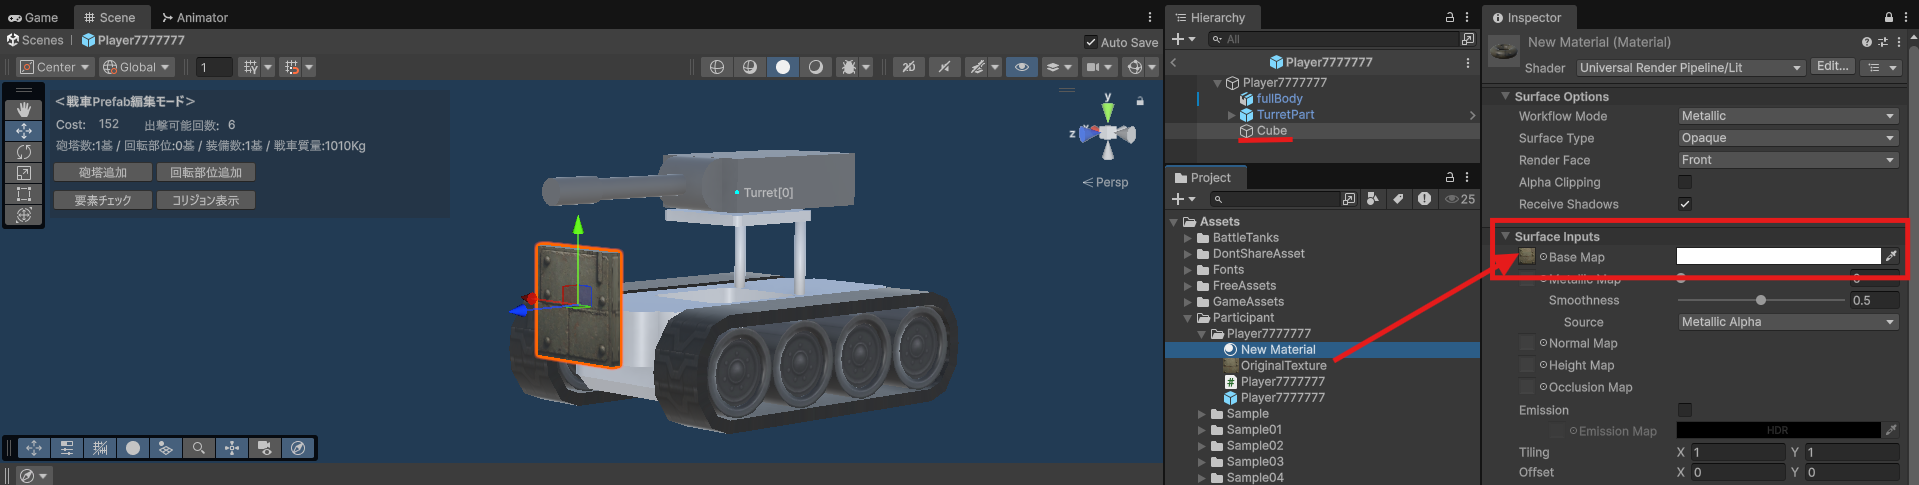 Game Scene Animator
Scenes | Player7777777
Auto Save
Center Global 1
2D
<戦車Prefab編集モード>
Cost: 152 出撃可能回数: 6
砲塔数:1基 / 回転部位:0基 / 装備数:1基 / 戦車質量:1010Kg
砲塔追加 回転部位追加
要素チェック コリジョン表示
Turret[0]
y
z x
< Persp
Hierarchy
All
Player7777777
Player7777777
fullBody
TurretPart
Cube
Project
25
Assets
BattleTanks
DontShareAsset
Fonts
FreeAssets
GameAssets
Participant
Player7777777
New Material
OriginalTexture
Player7777777
Player7777777
Sample
Sample01
Sample02
Sample03
Sample04
Inspector
New Material (Material)
Shader Universal Render Pipeline/Lit Edit...
Surface Options
Workflow Mode Metallic
Surface Type Opaque
Render Face Front
Alpha Clipping
Receive Shadows
Surface Inputs
Base Map
Metallic Map 0
Smoothness 0.5
Source Metallic Alpha
Normal Map
Height Map
Occlusion Map
Emission
Emission Map HDR
Tiling X 1 Y 1
Offset X 0 Y 0